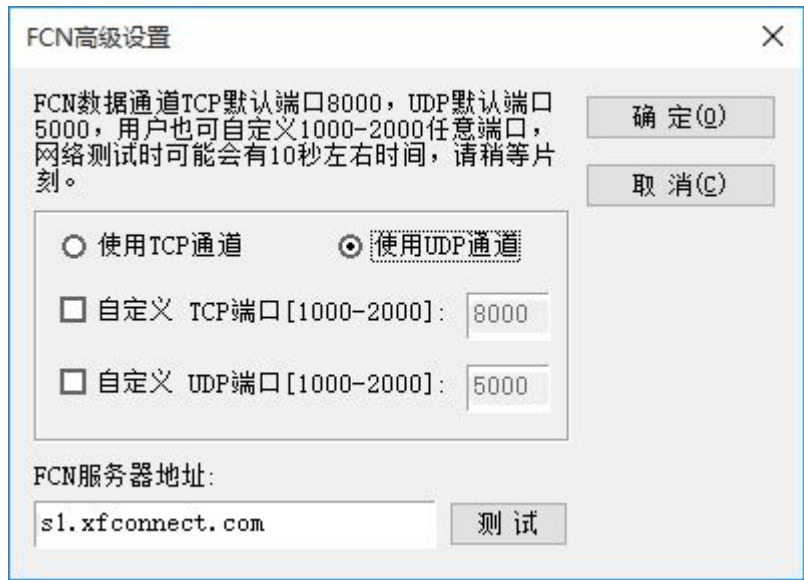 FCN高级设置
FCN数据通道TCP默认端口8000，UDP默认端口
5000，用户也可自定义1000-2000任意端口，
网络测试时可能会有10秒左右时间，请稍等片
刻。
确 定(O)
取 消(C)
使用TCP通道
使用UDP通道
自定义 TCP端口[1000-2000]: 8000
自定义 UDP端口[1000-2000]: 5000
FCN服务器地址:
s1.xfconnect.com
测 试